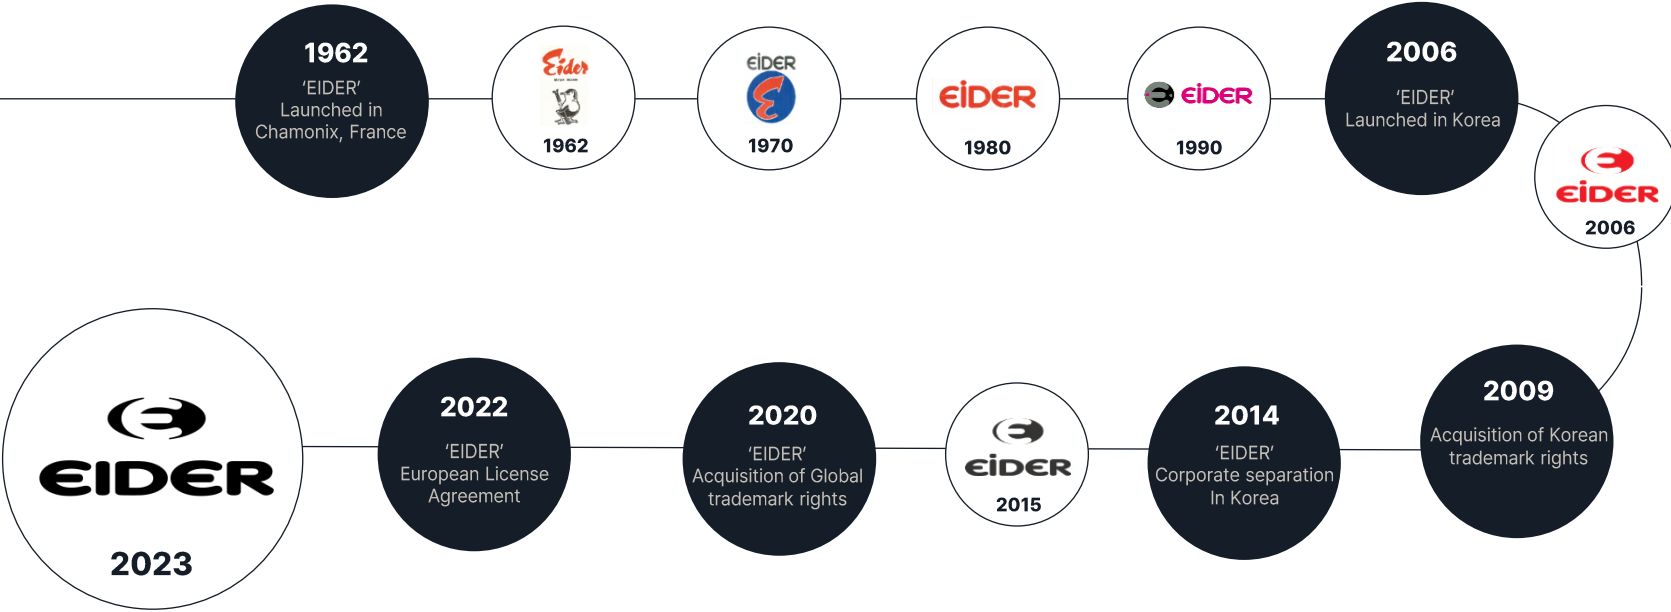 1962
‘EIDER’
Launched in
Chamonix, France
Eider
1962
EiDER
1970
EiDER
1980
EiDER
1990
2006
‘EIDER’
Launched in Korea
EiDER
2006
2009
Acquisition of Korean
trademark rights
2014
‘EIDER’
Corporate separation
In Korea
EiDER
2015
2020
‘EIDER’
Acquisition of Global
trademark rights
2022
‘EIDER’
European License
Agreement
EIDER
2023